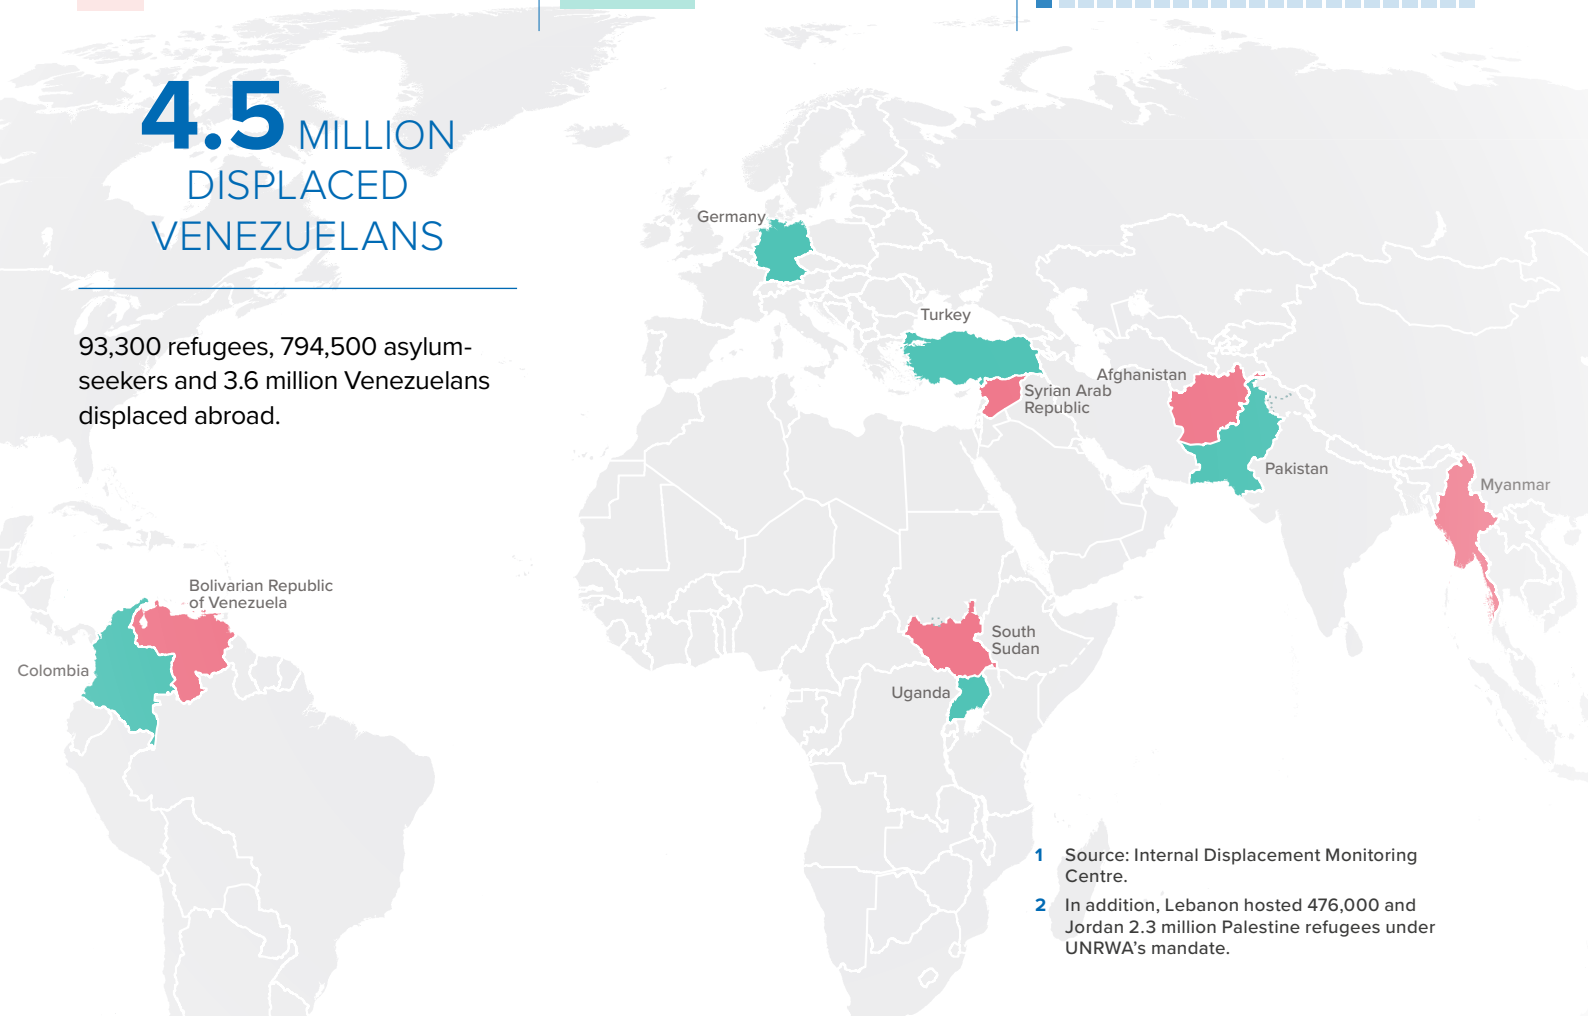 4.5 MILLION
DISPLACED
VENEZUELANS
93,300 refugees, 794,500 asylum-
seekers and 3.6 million Venezuelans
displaced abroad.
Germany
Turkey
Syrian Arab
Republic
Afghanistan
Pakistan
Myanmar
Bolivarian Republic
of Venezuela
Colombia
South
Sudan
Uganda
1 Source: Internal Displacement Monitoring
Centre.
2 In addition, Lebanon hosted 476,000 and
Jordan 2.3 million Palestine refugees under
UNRWA’s mandate.